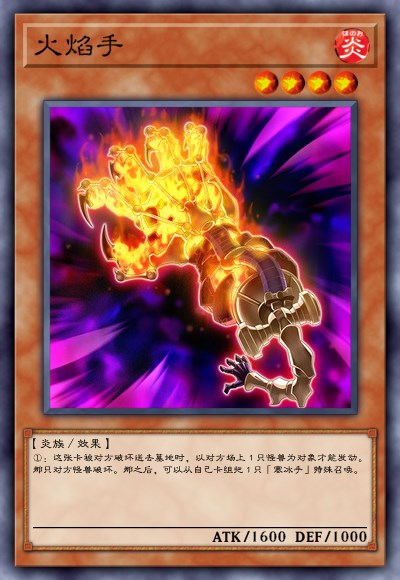 火焰手
ほのお
炎
【炎族／效果】
①：这张卡被对方破坏送去墓地时，以对方场上1只怪兽为对象才能发动。
那只对方怪兽破坏。那之后，可以从自己卡组把1只「寒冰手」特殊召唤。
ATK/1600 DEF/1000